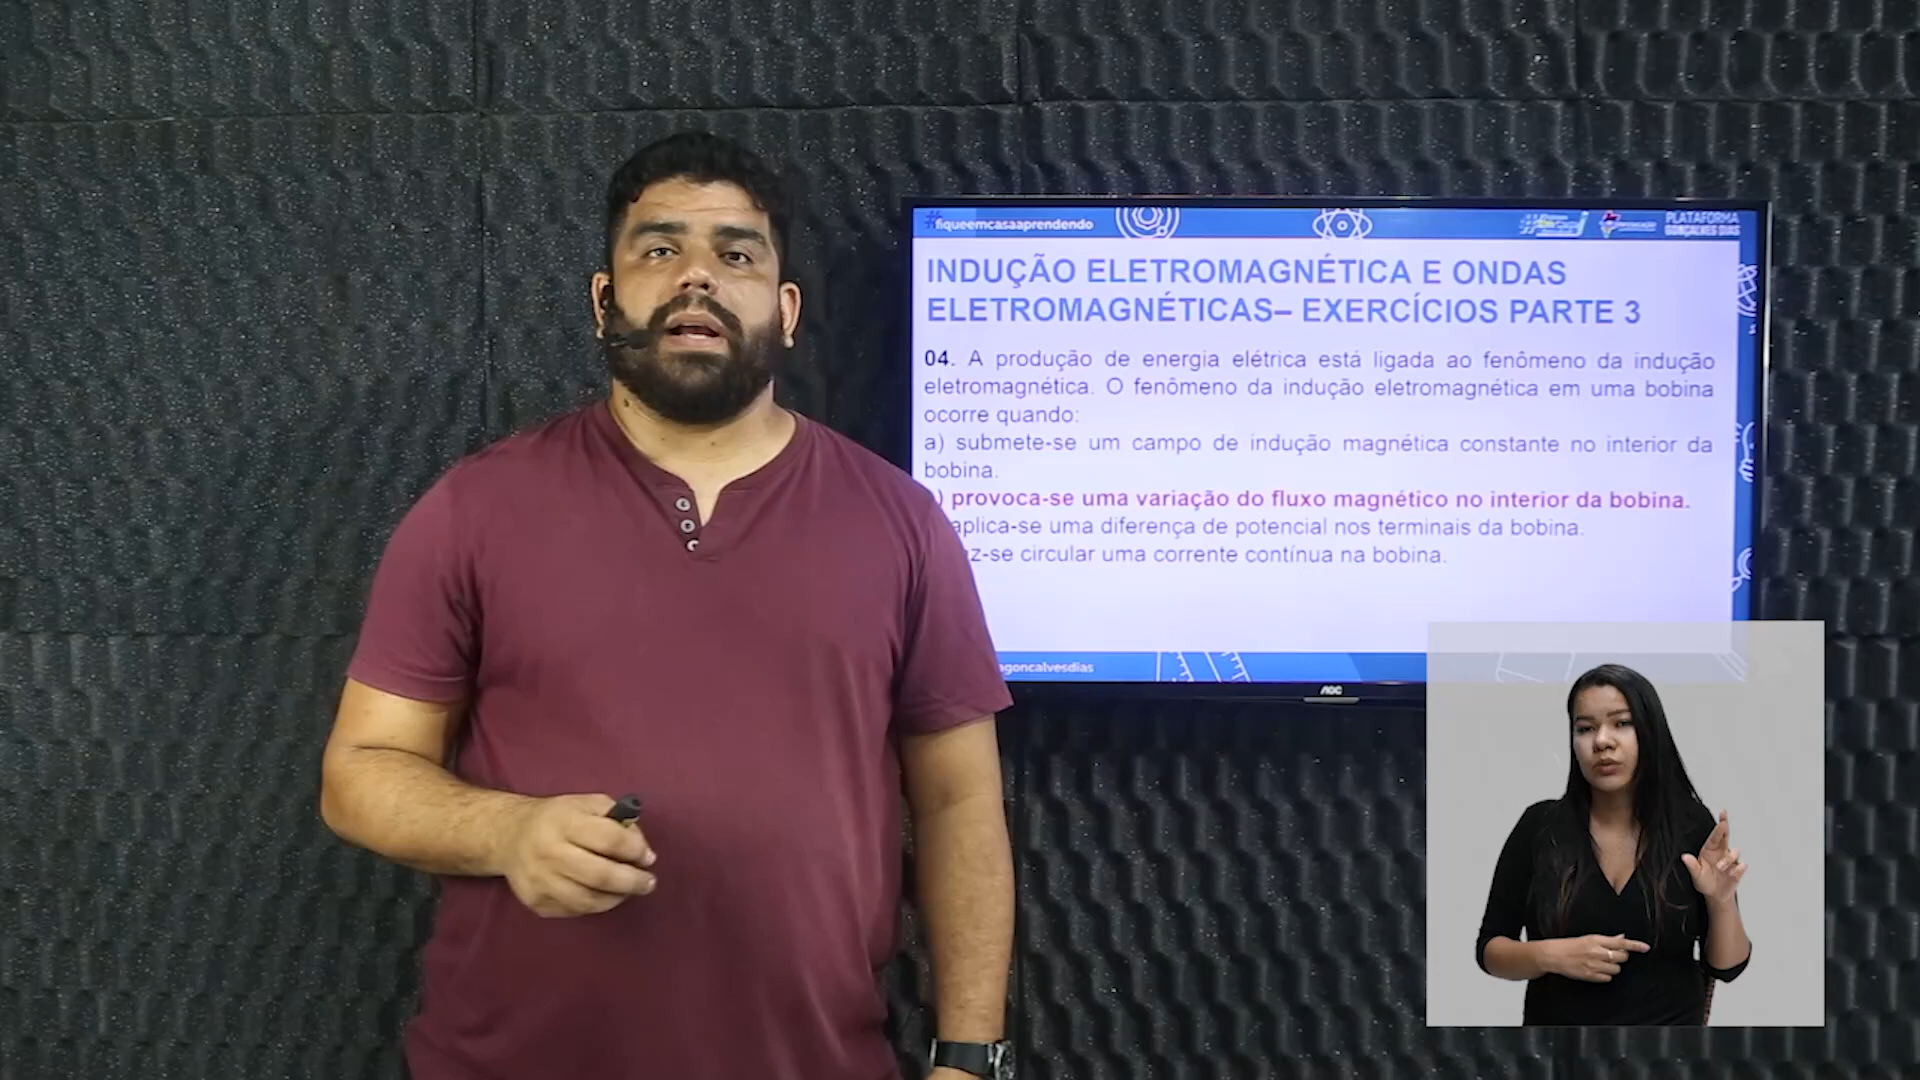 #fiqueemcasaaprendendo
PLATAFORMA
GONÇALVES DIAS
INDUÇÃO ELETROMAGNÉTICA E ONDAS
ELETROMAGNÉTICAS– EXERCÍCIOS PARTE 3
04. A produção de energia elétrica está ligada ao fenômeno da indução
eletromagnética. O fenômeno da indução eletromagnética em uma bobina
ocorre quando:
a) submete-se um campo de indução magnética constante no interior da
bobina.
) provoca-se uma variação do fluxo magnético no interior da bobina.
aplica-se uma diferença de potencial nos terminais da bobina.
z-se circular uma corrente contínua na bobina.
agoncalvesdias
AOC